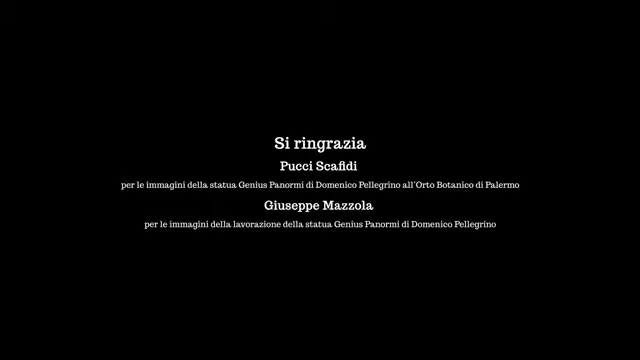 Si ringrazia
Pucci Scafidi
per le immagini della statua Genius Panormi di Domenico Pellegrino all'Orto Botanico di Palermo
Giuseppe Mazzola
per le immagini della lavorazione della statua Genius Panormi di Domenico Pellegrino